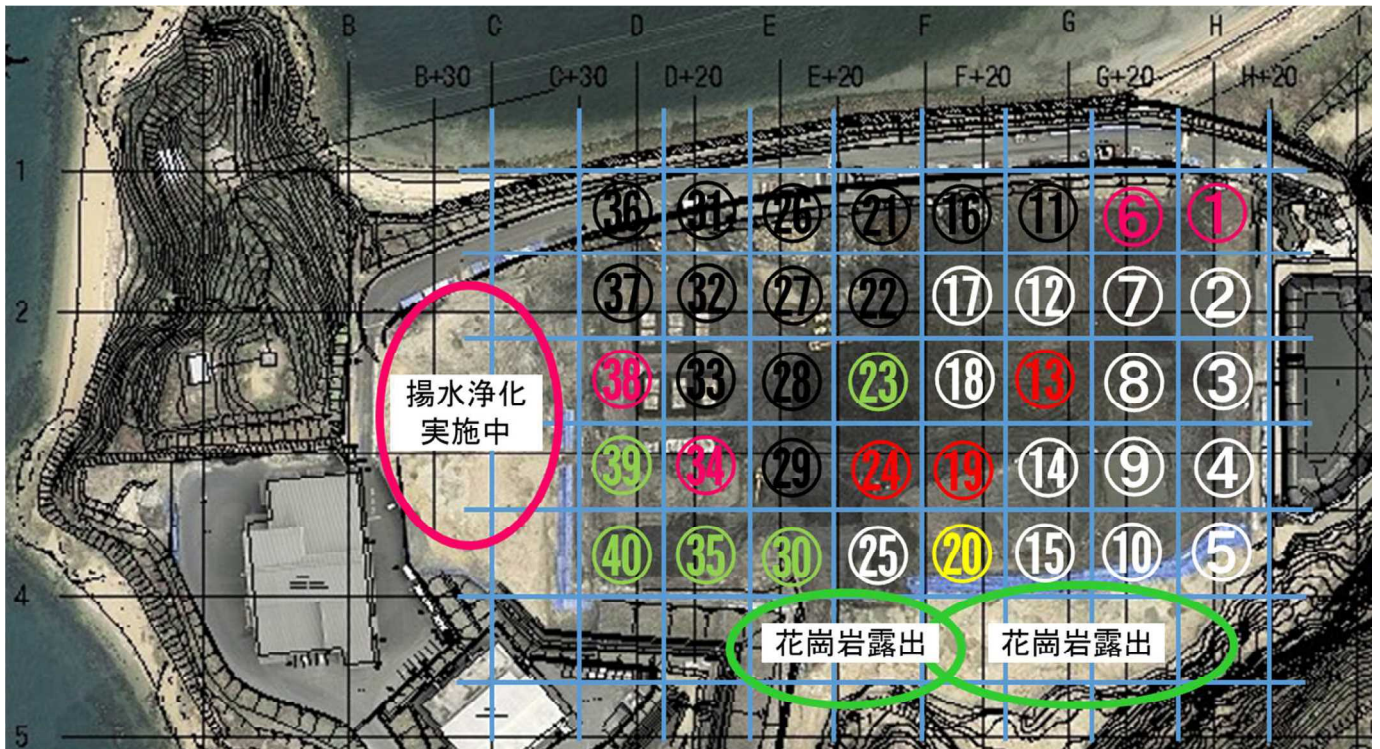 B C D E F G H I
B+30 C+30 D+20 E+20 F+20 G+20 H+20
1
㊱ ㉛ ㉖ ㉑ ⑯ ⑪ ⑥ ①
2
㊲ ㉜ ㉗ ㉒ ⑰ ⑫ ⑦ ②
㊳ ㉝ ㉘ ㉓ ⑱ ⑬ ⑧ ③
揚水浄化
実施中
3
㊴ ㉞ ㉙ ㉔ ⑲ ⑭ ⑨ ④
㊵ ㉟ ㉚ ㉕ ⑳ ⑮ ⑩ ⑤
4
花崗岩露出 花崗岩露出
5